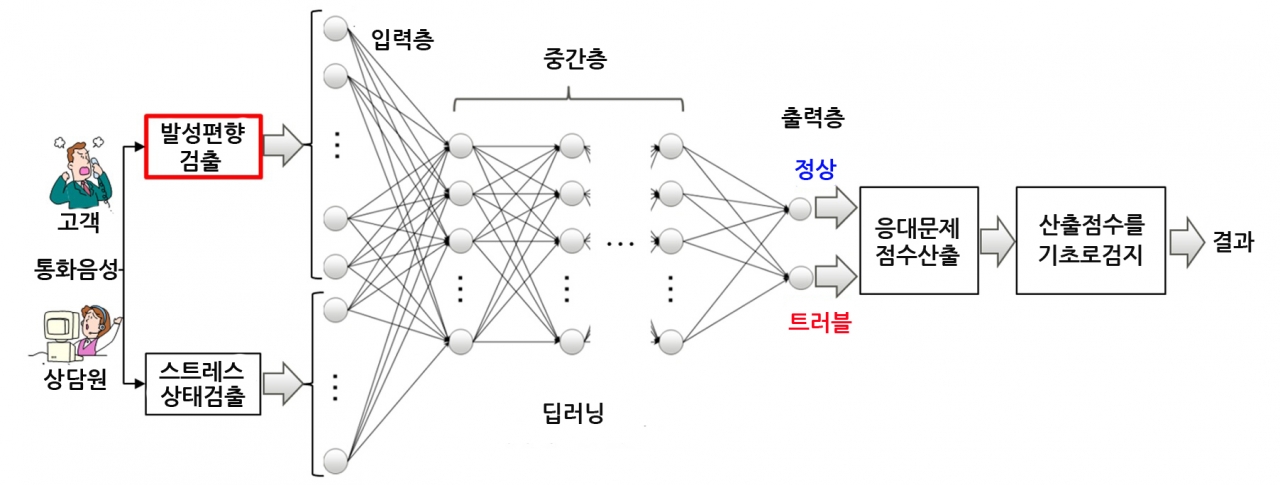 고객
통화음성
상담원
발성편향
검출
스트레스
상태검출
입력층
중간층
...
딥러닝
출력층
정상
트러블
응대문제
점수산출
산출점수를
기초로검지
결과